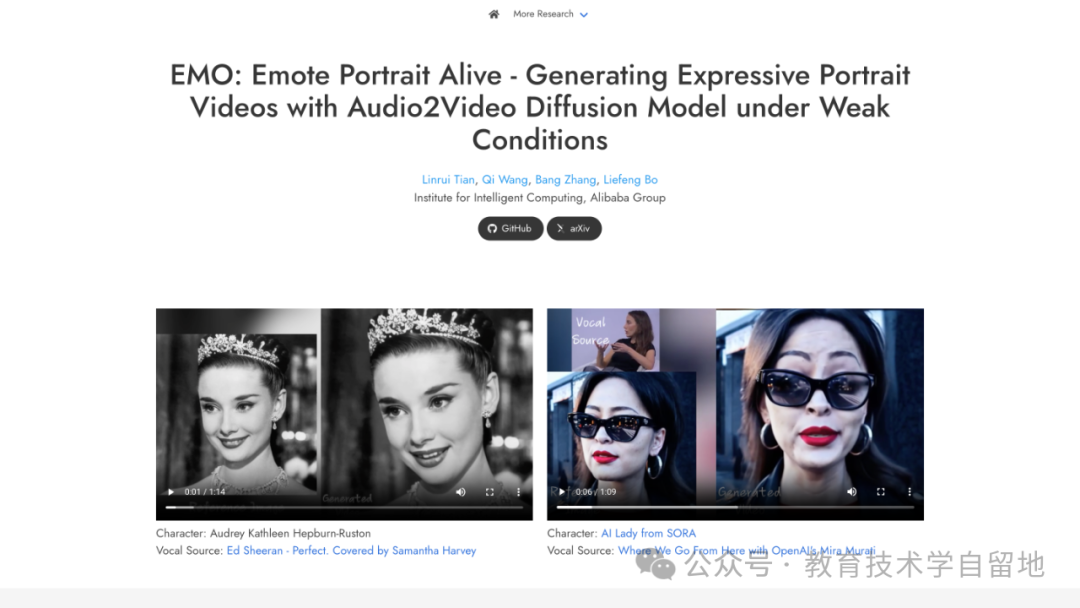 More Research
EMO: Emote Portrait Alive - Generating Expressive Portrait
Videos with Audio2Video Diffusion Model under Weak
Conditions
Linrui Tian, Qi Wang, Bang Zhang, Liefeng Bo
Institute for Intelligent Computing, Alibaba Group
GitHub arXiv
Vocal
Source
0:01 / 1:14
Generated
0:06 / 1:09
Generated
Character: Audrey Kathleen Hepburn-Ruston
Vocal Source: Ed Sheeran - Perfect. Covered by Samantha Harvey
Character: AI Lady from SORA
Vocal Source: Where We Go From Here with OpenAI's Mira Murati
公众号 · 教育技术学自留地